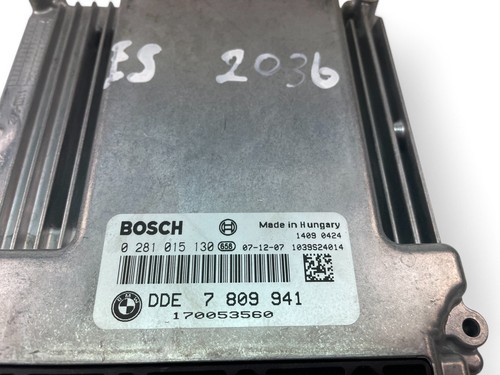 ES 2036
BOSCH
Made in Hungary
1409 0424
0 281 015 130 656 07-12-07 1039S24014
DDE 7 809 941
170053560